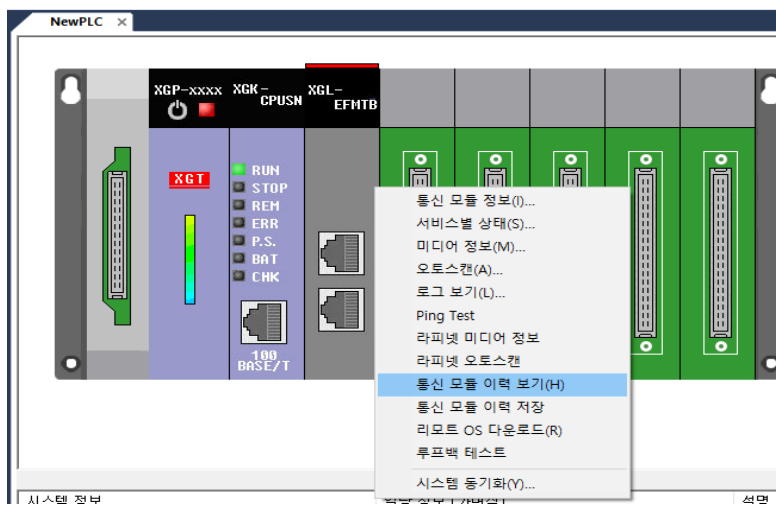 NewPLC ×
XGP-xxxx
XGK-
CPUSN
XGL-
EFMTB
XGT
RUN
STOP
REM
ERR
P.S.
BAT
CHK
100
BASE/T
통신 모듈 정보(I)...
서비스별 상태(S)...
미디어 정보(M)...
오토스캔(A)...
로그 보기(L)...
Ping Test
라피넷 미디어 정보
라피넷 오토스캔
통신 모듈 이력 보기(H)
통신 모듈 이력 저장
리모트 OS 다운로드(R)
루프백 테스트
시스템 동기화(Y)...
시스템 정보
설명